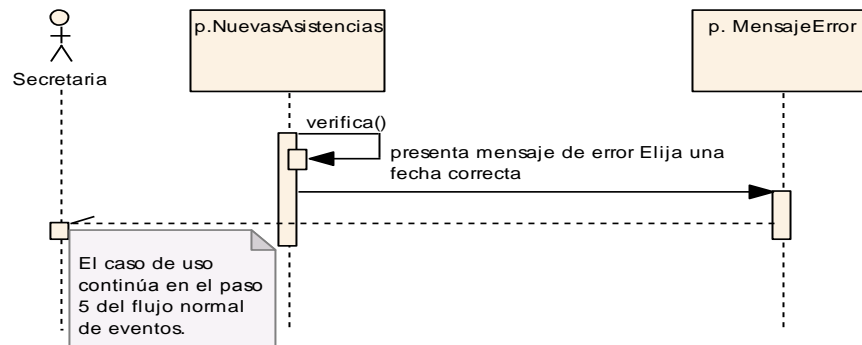 p.NuevasAsistencias
p. MensajeError
Secretaria
verifica()
presenta mensaje de error Elija una
fecha correcta
El caso de uso
continúa en el paso
5 del flujo normal
de eventos.